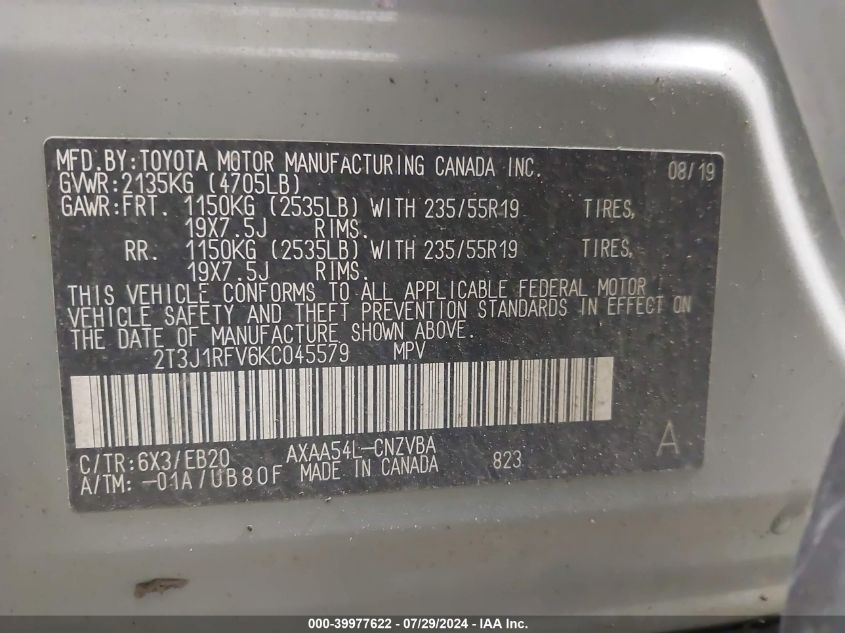 MFD.BY:TOYOTA MOTOR MANUFACTURING CANADA INC. 08/19
GVWR:2135KG (4705LB)
GAWR:FRT. 1150KG (2535LB) WITH 235/55R19 TIRES,
19X7.5J RIMS.
RR. 1150KG (2535LB) WITH 235/55R19 TIRES,
19X7.5J RIMS.
THIS VEHICLE CONFORMS TO ALL APPLICABLE FEDERAL MOTOR
VEHICLE SAFETY AND THEFT PREVENTION STANDARDS IN EFFECT ON
THE DATE OF MANUFACTURE SHOWN ABOVE.
2T3J1RFV6KC045579 MPV
C/TR:6X3/EB20 AXAA54L-CNZVBA A
A/TM: -01A/UB80F MADE IN CANADA 823
000-39977622 - 07/29/2024 - IAA Inc.